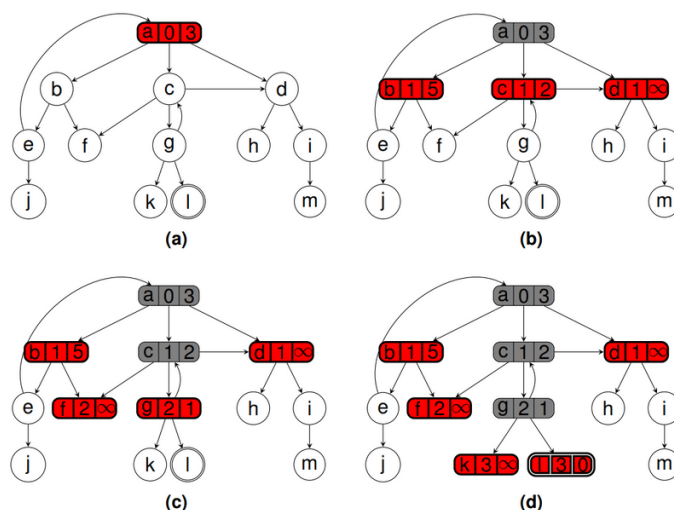 a 0 3
b c d
e f g h i
j k l m
(a)
a 0 3
b 1 5 c 1 2 d 1 ∞
e f g h i
j k l m
(b)
a 0 3
b 1 5 c 1 2 d 1 ∞
e f 2 ∞ g 2 1 h i
j k l m
(c)
a 0 3
b 1 5 c 1 2 d 1 ∞
e f 2 ∞ g 2 1 h i
j k 3 ∞ l 3 0 m
(d)